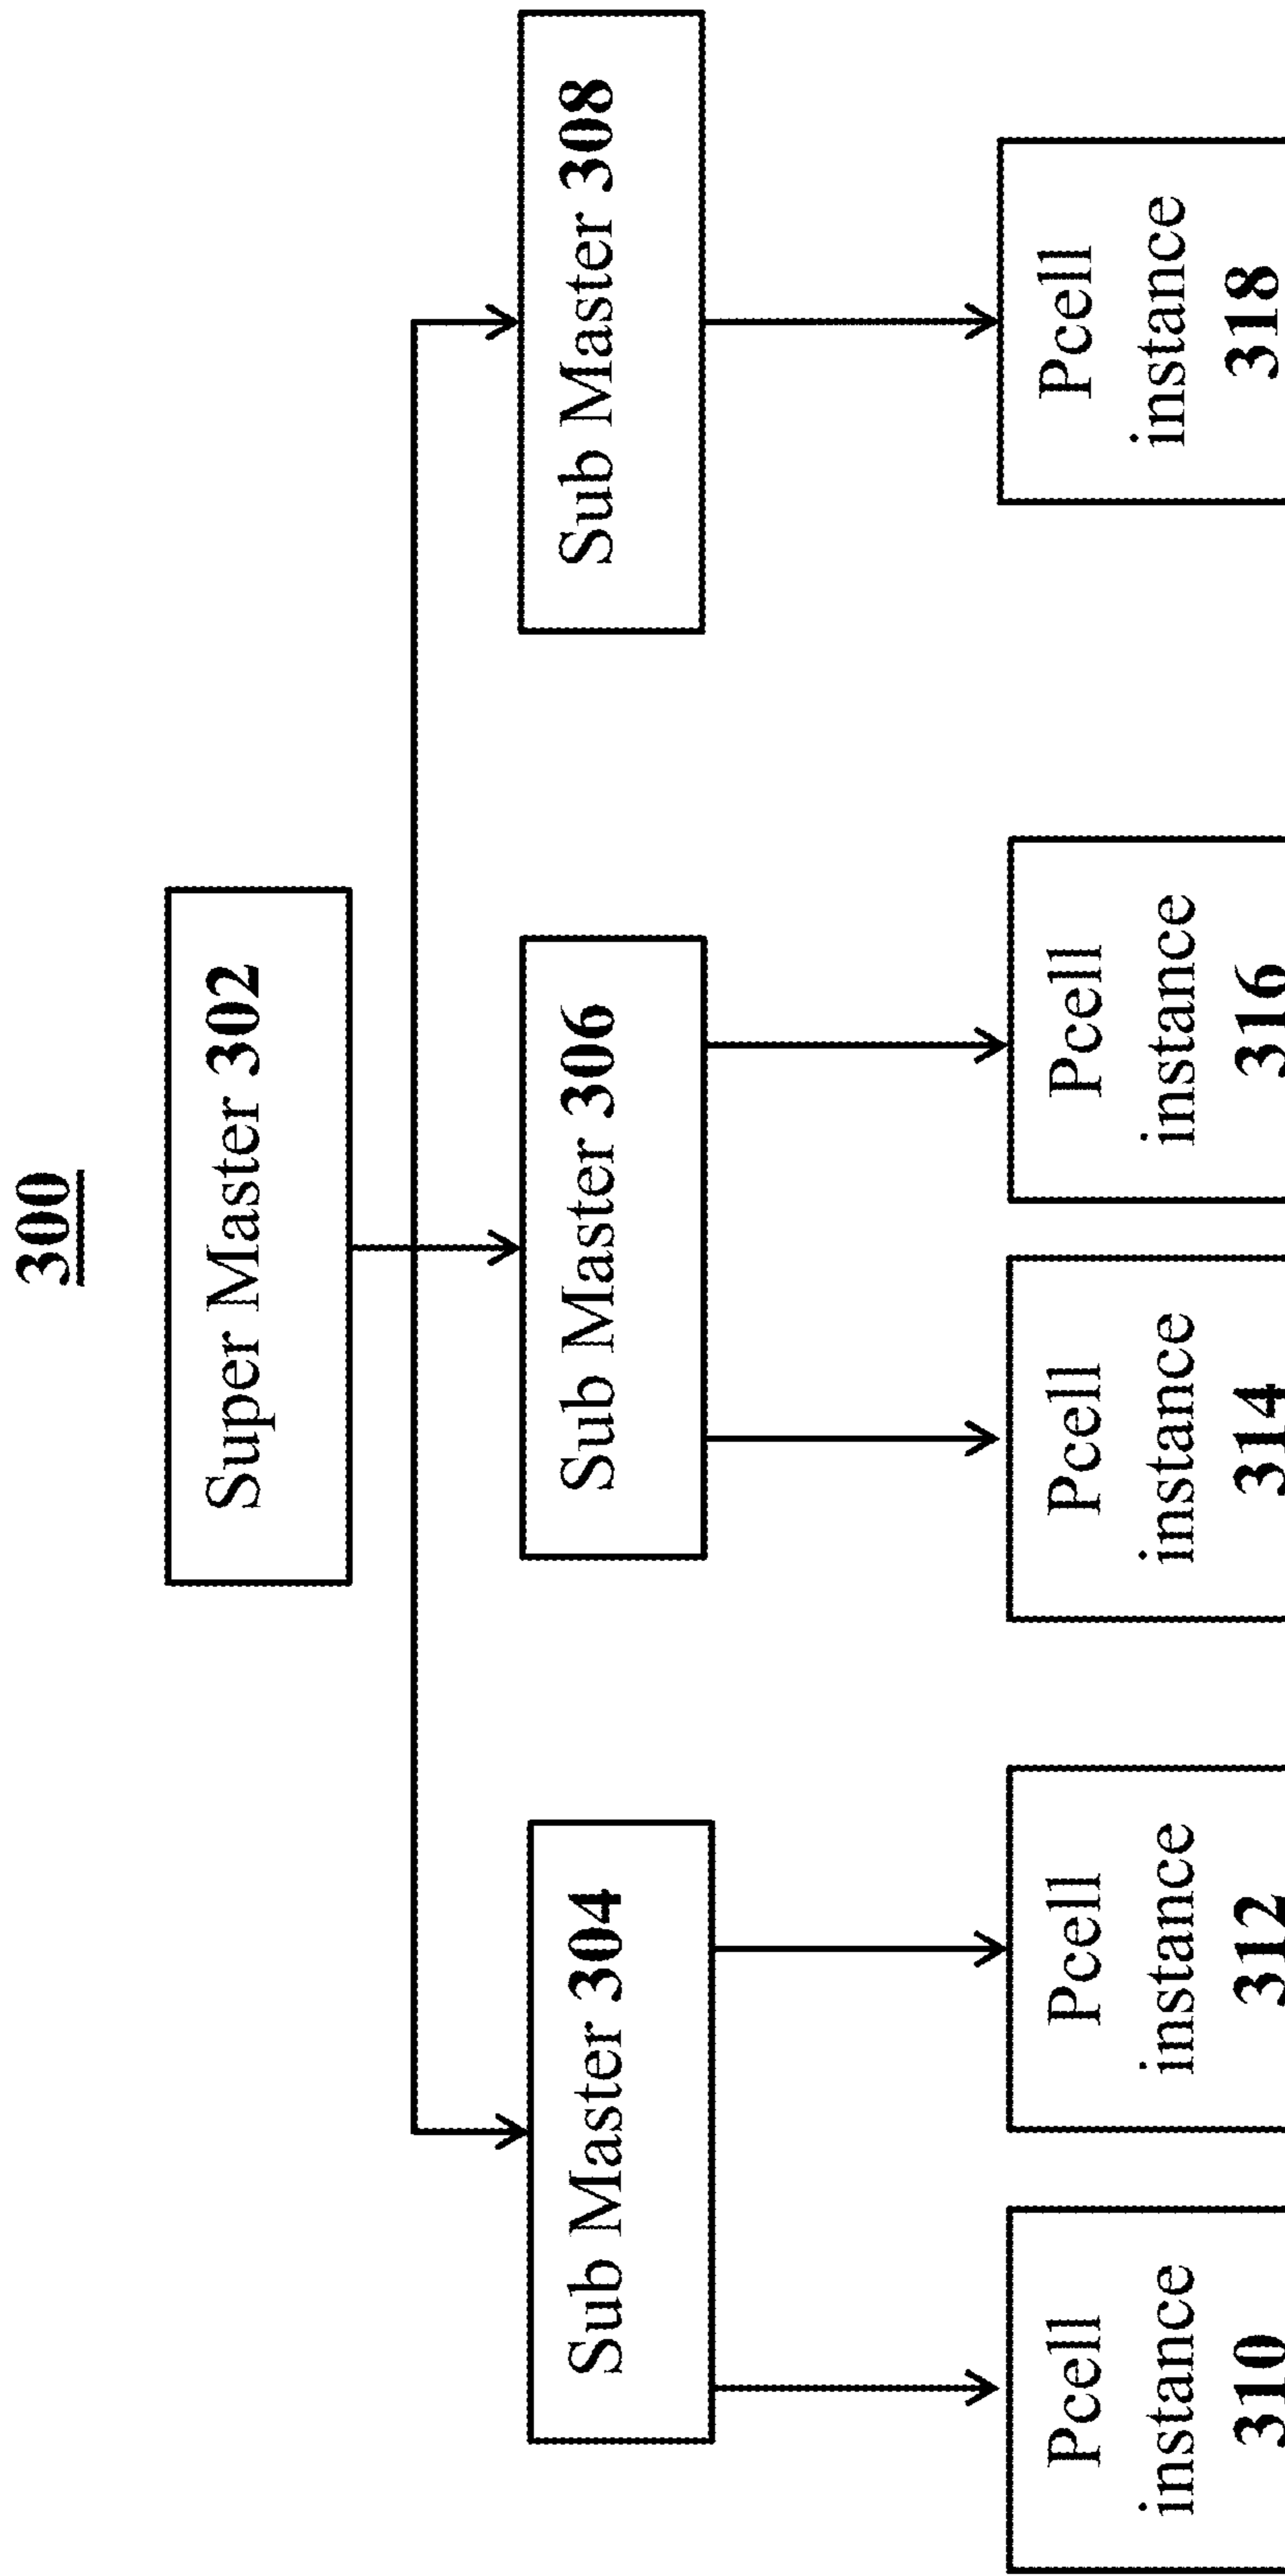 300
Super Master 302
Sub Master 304
Sub Master 306
Sub Master 308
Pcell
instance
310
Pcell
instance
312
Pcell
instance
314
Pcell
instance
316
Pcell
instance
318